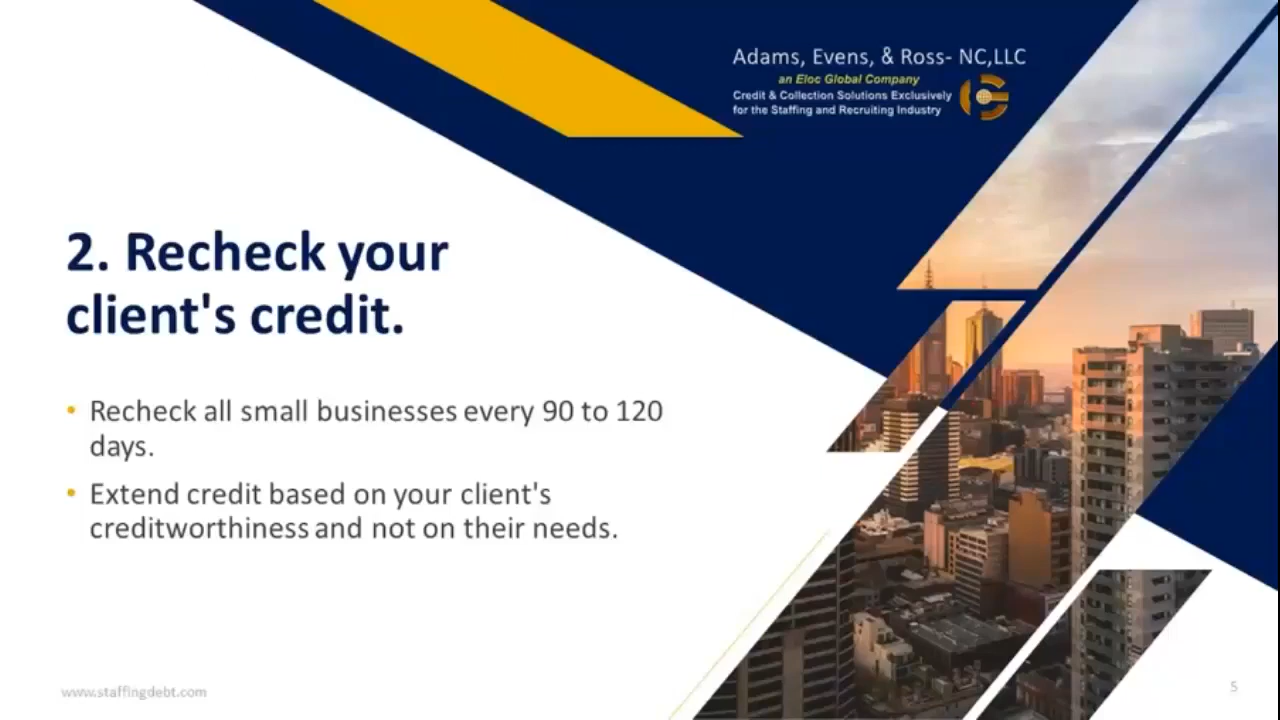 Adams, Evens, & Ross- NC,LLC
an Eloc Global Company
Credit & Collection Solutions Exclusively
for the Staffing and Recruiting Industry
2. Recheck your
client's credit.
• Recheck all small businesses every 90 to 120
days.
• Extend credit based on your client's
creditworthiness and not on their needs.
www.staffingdebt.com
5